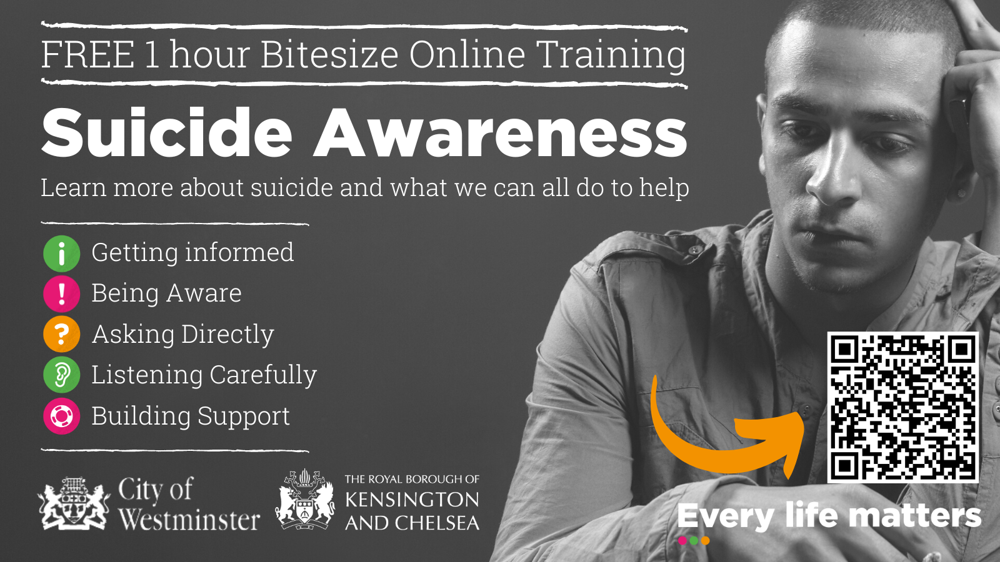 FREE 1 hour Bitesize Online Training
Suicide Awareness
Learn more about suicide and what we can all do to help
Getting informed
Being Aware
Asking Directly
Listening Carefully
Building Support
City of
Westminster
THE ROYAL BOROUGH OF
KENSINGTON
AND CHELSEA
Every life matters